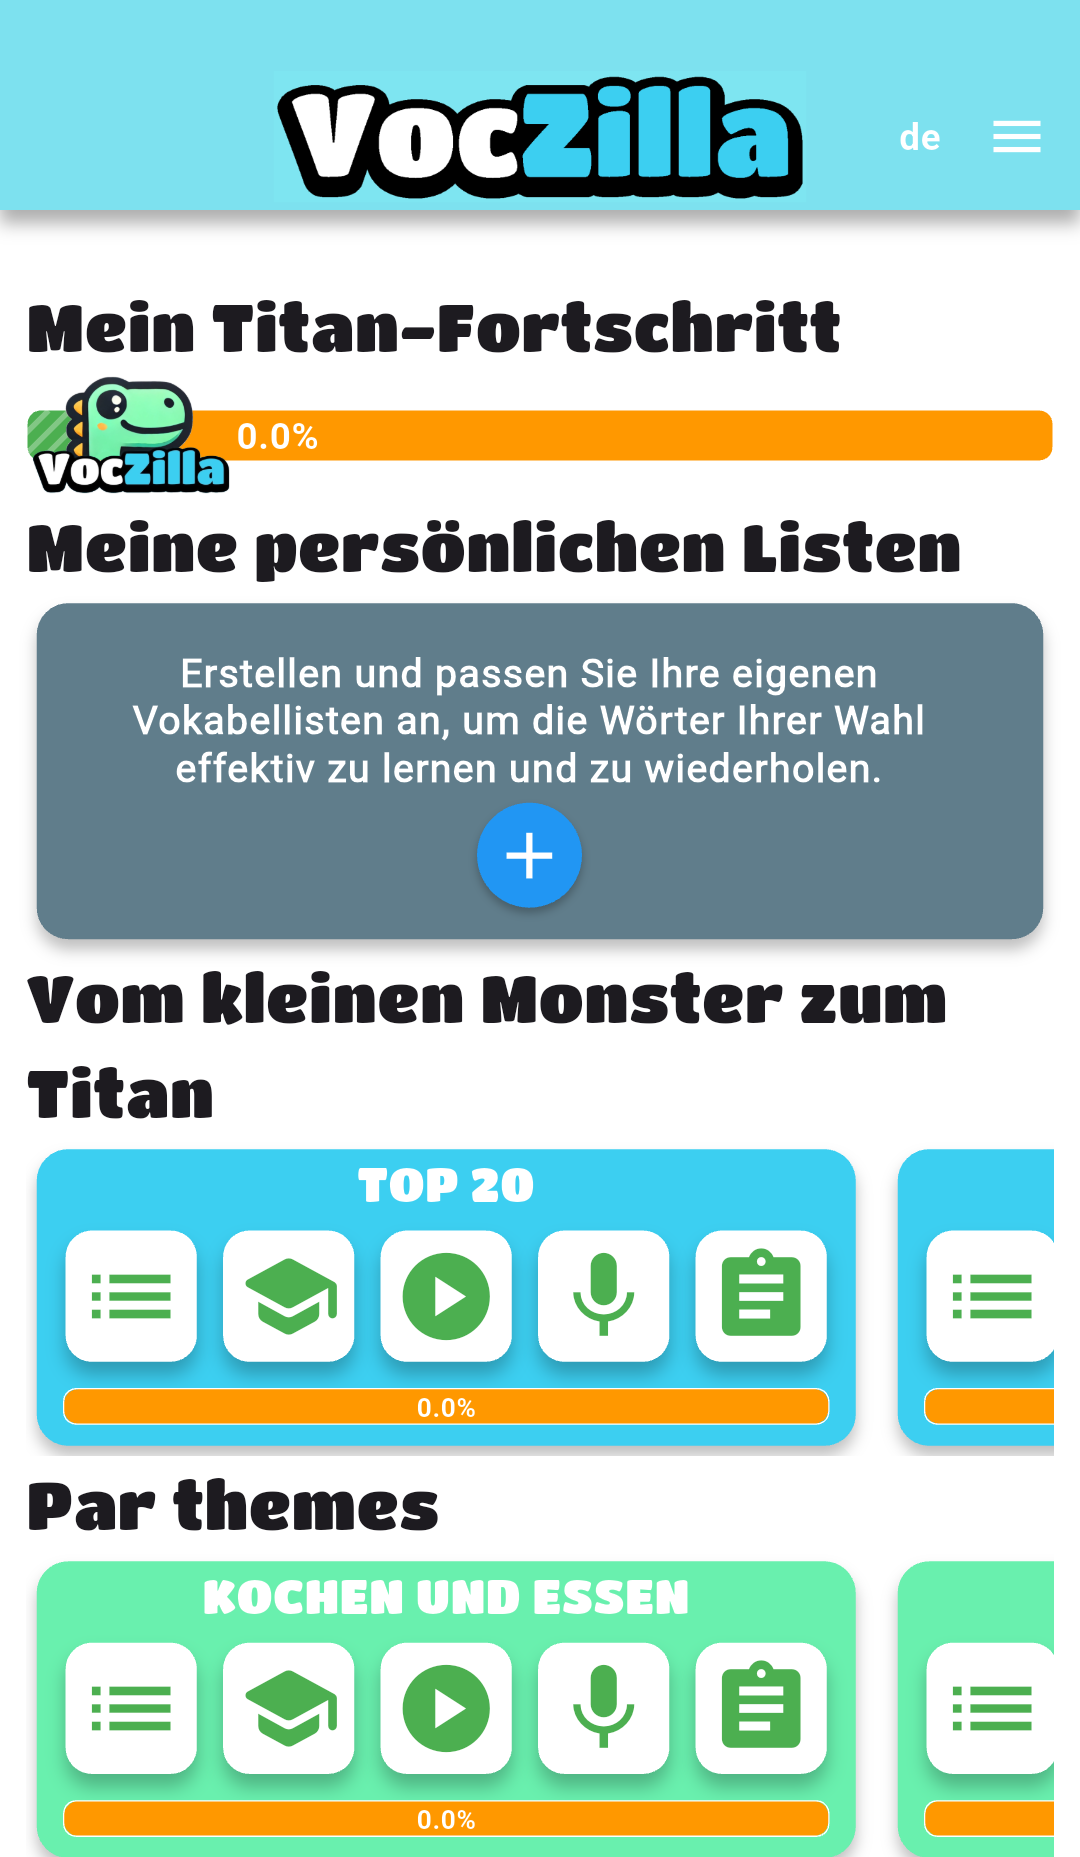 VocZilla
de
Mein Titan-Fortschritt
0.0%
VocZilla
Meine persönlichen Listen
Erstellen und passen Sie Ihre eigenen
Vokabellisten an, um die Wörter Ihrer Wahl
effektiv zu lernen und zu wiederholen.
Vom kleinen Monster zum
Titan
TOP 20
0.0%
Par themes
KOCHEN UND ESSEN
0.0%